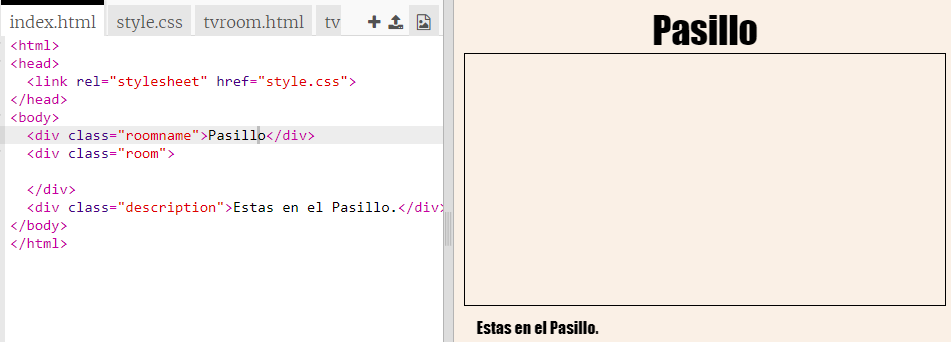 index.html style.css tvroom.html tv
<html>
<head>
<link rel="stylesheet" href="style.css">
</head>
<body>
<div class="roomname">Pasillo</div>
<div class="room">
</div>
<div class="description">Estas en el Pasillo.</div>
</body>
</html>
Pasillo
Estas en el Pasillo.